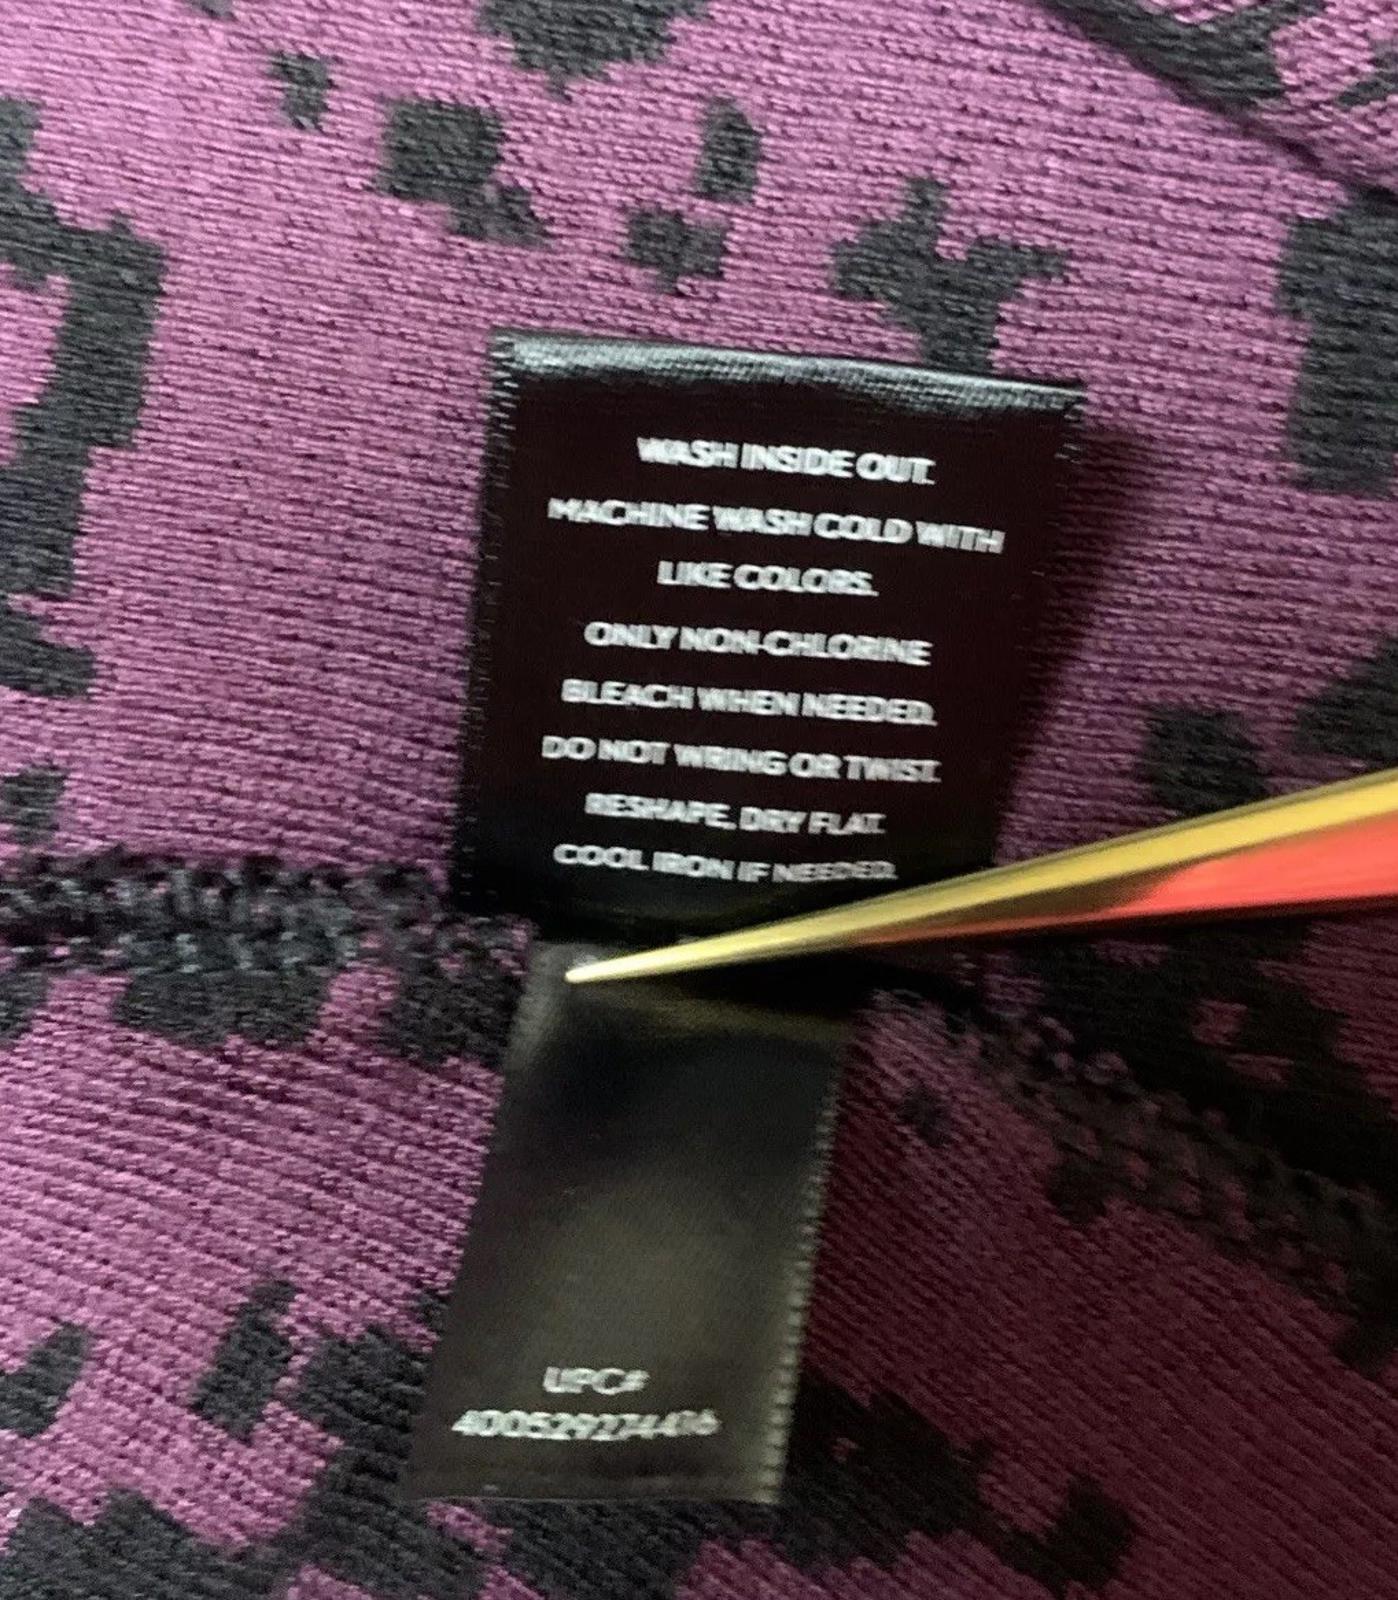 WASH INSIDE OUT.
MACHINE WASH COLD WITH
LIKE COLORS.
ONLY NON-CHLORINE
BLEACH WHEN NEEDED.
DO NOT WRING OR TWIST.
RESHAPE. DRY FLAT.
COOL IRON IF NEEDED.
UPC#